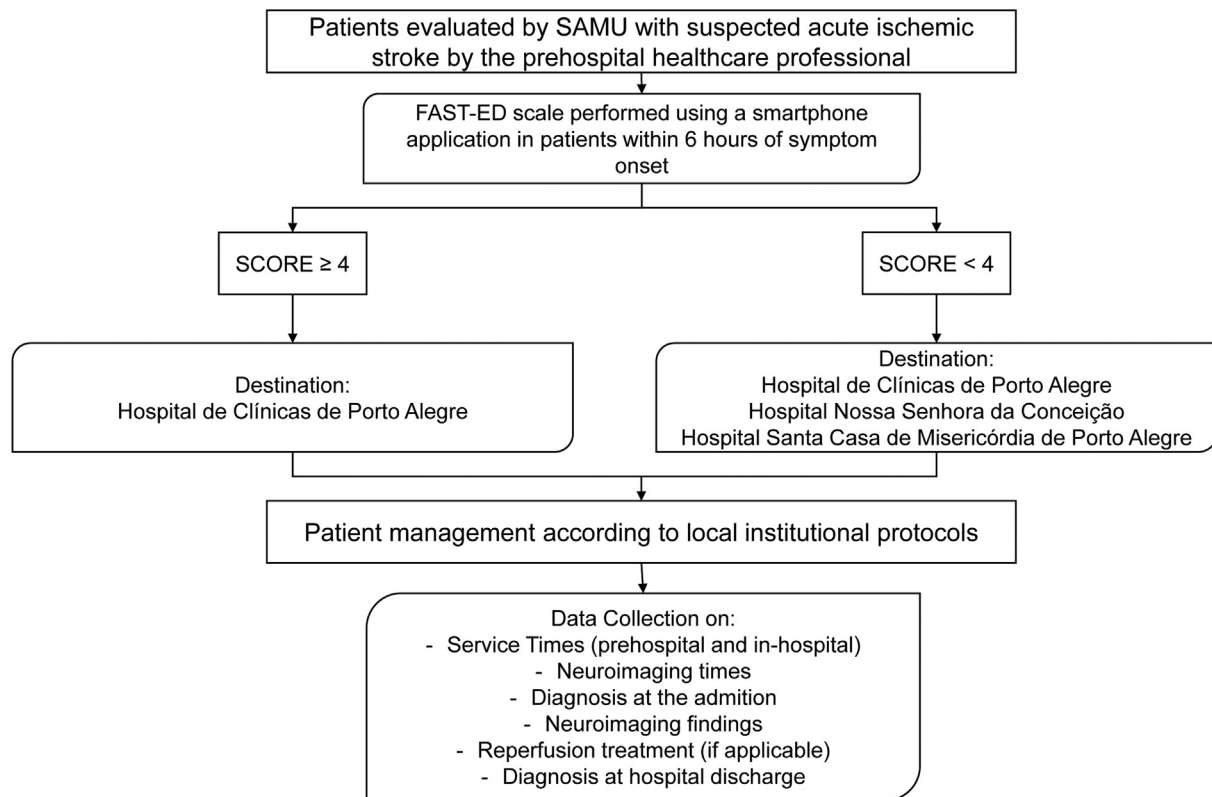 Patients evaluated by SAMU with suspected acute ischemic
stroke by the prehospital healthcare professional
FAST-ED scale performed using a smartphone
application in patients within 6 hours of symptom
onset
SCORE ≥ 4
SCORE < 4
Destination:
Hospital de Clínicas de Porto Alegre
Destination:
Hospital de Clínicas de Porto Alegre
Hospital Nossa Senhora da Conceição
Hospital Santa Casa de Misericórdia de Porto Alegre
Patient management according to local institutional protocols
Data Collection on:
- Service Times (prehospital and in-hospital)
- Neuroimaging times
- Diagnosis at the admition
- Neuroimaging findings
- Reperfusion treatment (if applicable)
- Diagnosis at hospital discharge